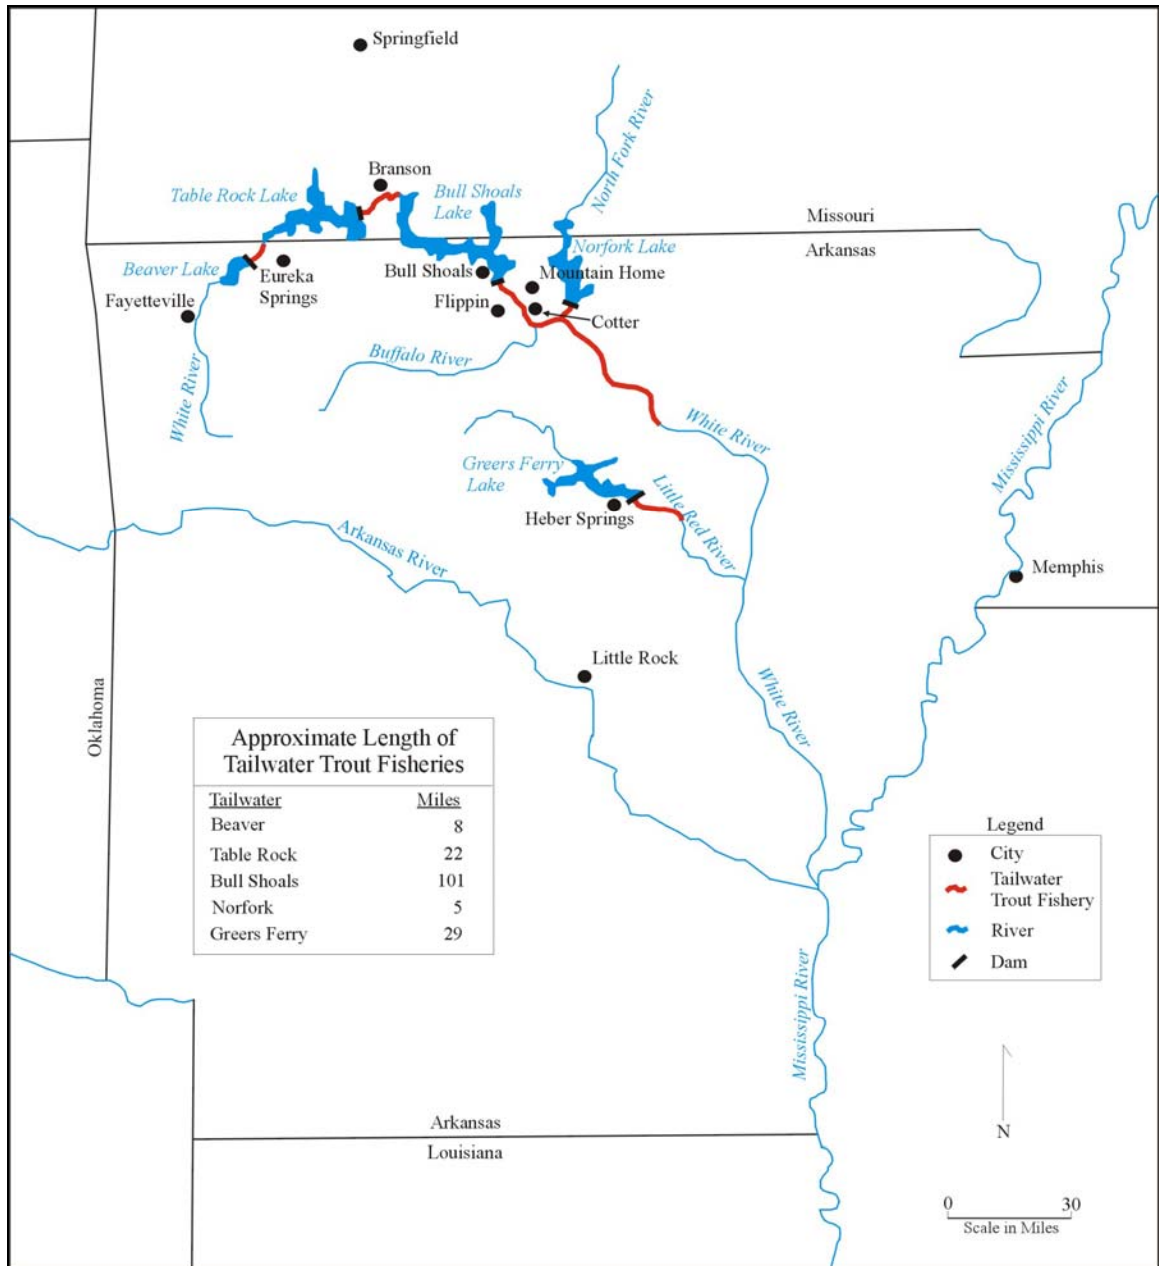 Springfield
North Fork River
Branson
Table Rock Lake
Bull Shoals
Lake
Missouri
Arkansas
Norfork Lake
Beaver Lake
Eureka
Springs
Bull Shoals
Mountain Home
Fayetteville
Flippin
Cotter
Buffalo River
White River
Mississippi River
White River
Greers Ferry
Lake
Little Red River
Heber Springs
Arkansas River
Memphis
Little Rock
Oklahoma
White River
Approximate Length of
Tailwater Trout Fisheries
Tailwater Miles
Beaver 8
Table Rock 22
Bull Shoals 101
Norfork 5
Greers Ferry 29
Legend
City
Tailwater
Trout Fishery
River
Dam
Mississippi River
N
Arkansas
Louisiana
0 30
Scale in Miles